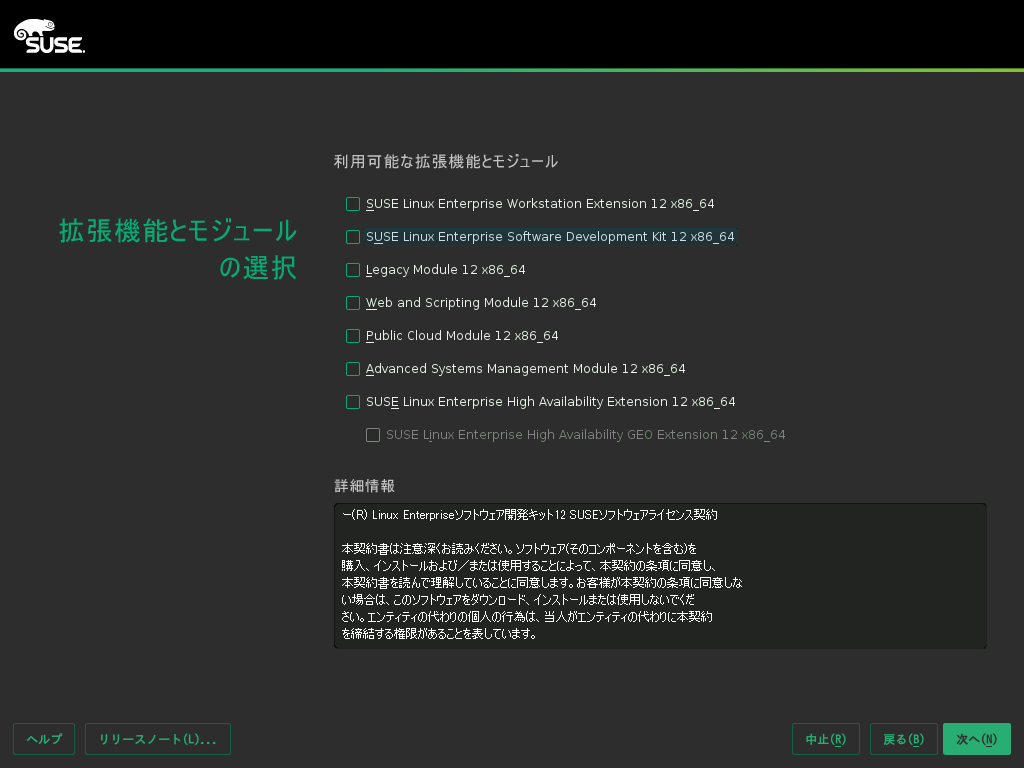 SUSE.
利用可能な拡張機能とモジュール
拡張機能とモジュール
の選択
SUSE Linux Enterprise Workstation Extension 12 x86_64
SUSE Linux Enterprise Software Development Kit 12 x86_64
Legacy Module 12 x86_64
Web and Scripting Module 12 x86_64
Public Cloud Module 12 x86_64
Advanced Systems Management Module 12 x86_64
SUSE Linux Enterprise High Availability Extension 12 x86_64
SUSE Linux Enterprise High Availability GEO Extension 12 x86_64
詳細情報
ー(R) Linux Enterpriseソフトウェア開発キット12 SUSEソフトウェアライセンス契約
本契約書は注意深くお読みください。ソフトウェア(そのコンポーネントを含む)を
購入、インストールおよび／または使用することによって、本契約の条項に同意し、
本契約書を読んで理解していることに同意します。お客様が本契約の条項に同意しな
い場合は、このソフトウェアをダウンロード、インストールまたは使用しないでくだ
さい。エンティティの代わりの個人の行為は、当人がエンティティの代わりに本契約
を締結する権限があることを表しています。
ヘルプ
リリースノート(L)...
中止(R)
戻る(B)
次へ(N)